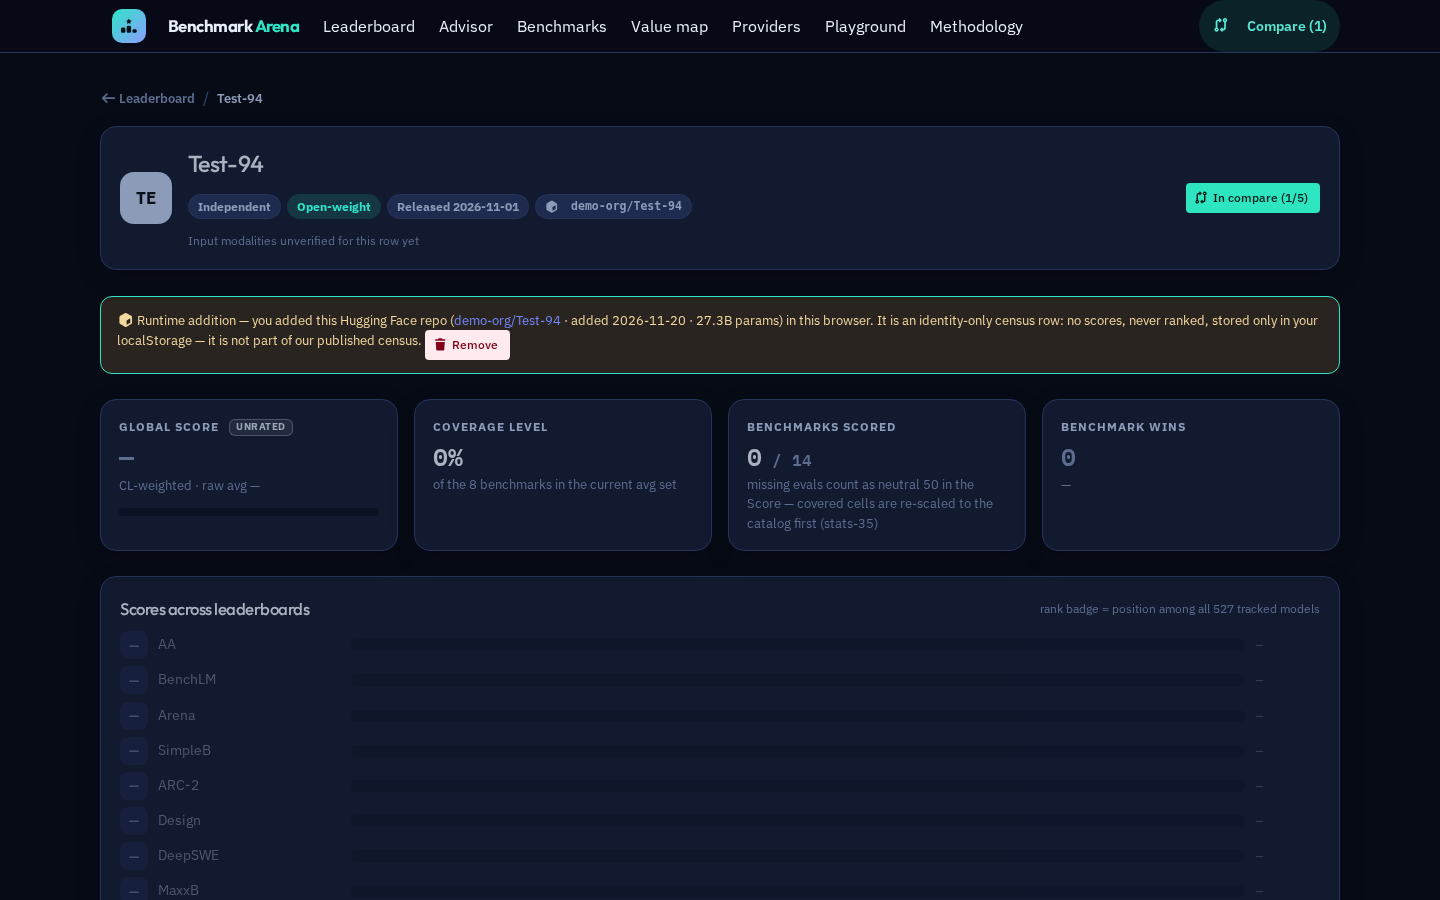 Benchmark Arena Leaderboard Advisor Benchmarks Value map Providers Playground Methodology Compare (1)
← Leaderboard / Test-94
TE
Test-94
Independent Open-weight Released 2026-11-01 demo-org/Test-94
Input modalities unverified for this row yet
In compare (1/5)
Runtime addition — you added this Hugging Face repo (demo-org/Test-94 · added 2026-11-20 · 27.3B params) in this browser. It is an identity-only census row: no scores, never ranked, stored only in your
localStorage — it is not part of our published census. Remove
GLOBAL SCORE UNRATED
—
CL-weighted · raw avg —
COVERAGE LEVEL
0%
of the 8 benchmarks in the current avg set
BENCHMARKS SCORED
0 / 14
missing evals count as neutral 50 in the
Score — covered cells are re-scaled to the
catalog first (stats-35)
BENCHMARK WINS
0
—
Scores across leaderboards
rank badge = position among all 527 tracked models
— AA —
— BenchLM —
— Arena —
— SimpleB —
— ARC-2 —
— Design —
— DeepSWE —
— MaxxB —